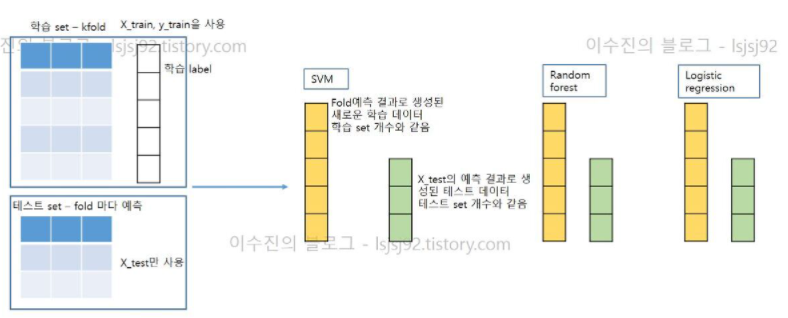 학습 set – kfold
X_train, y_train을 사용
이수진의 블로그 - lsjsj92.tistory.com
학습 label
테스트 set – fold 마다 예측
X_test만 사용
SVM
Fold예측 결과로 생성된
새로운 학습 데이터
학습 set 개수와 같음
X_test의 예측 결과로 생
성된 테스트 데이터
테스트 set 개수와 같음
이수진의 블로그 - lsjsj92.tistory.com
이수진의 블로그 - lsjsj92
Random
forest
Logistic
regression